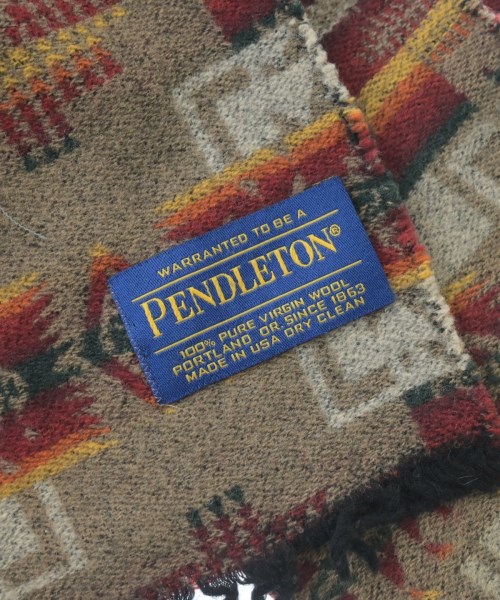 WARRANTED TO BE A
PENDLETON®
100% PURE VIRGIN WOOL
PORTLAND, OR. SINCE 1863
MADE IN USA DRY CLEAN